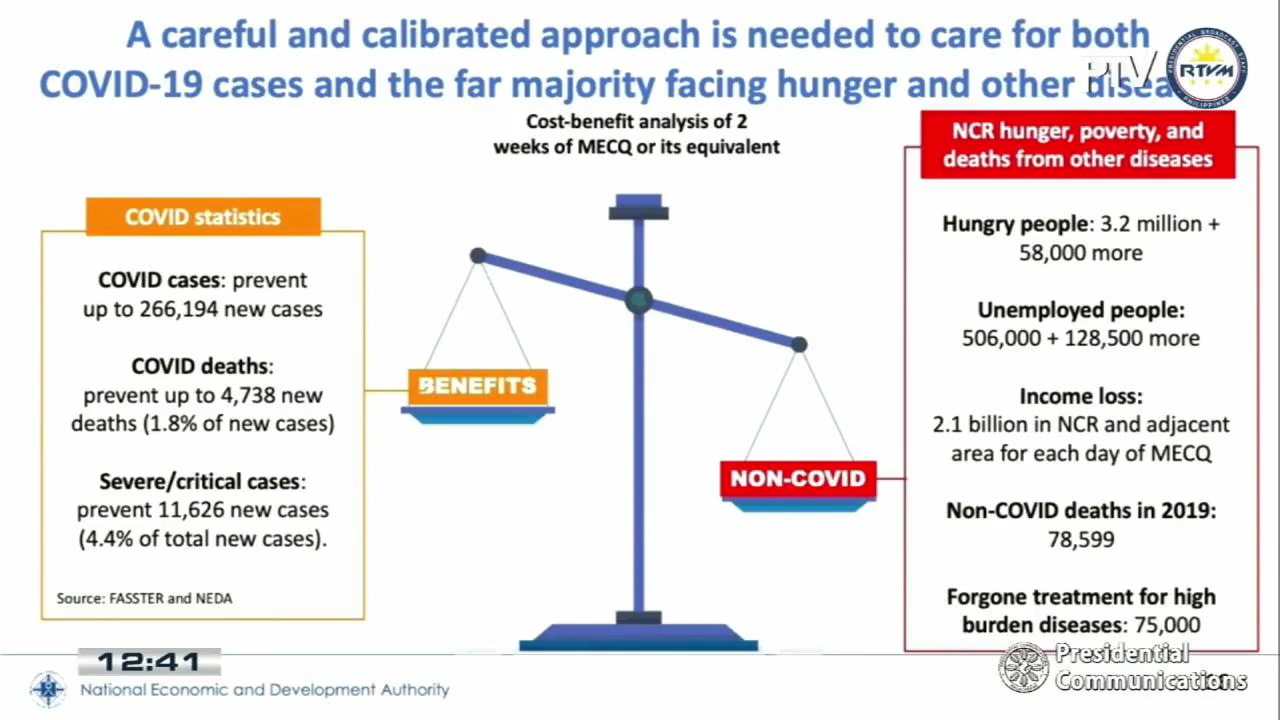 A careful and calibrated approach is needed to care for both
COVID-19 cases and the far majority facing hunger and other
PTV
RTVM
PRESIDENTIAL BROADCAST STAFF
PHILIPPINES
Cost-benefit analysis of 2
weeks of MECQ or its equivalent
COVID statistics
COVID cases: prevent
up to 266,194 new cases
COVID deaths:
prevent up to 4,738 new
deaths (1.8% of new cases)
Severe/critical cases:
prevent 11,626 new cases
(4.4% of total new cases).
Source: FASSTER and NEDA
BENEFITS
NON-COVID
NCR hunger, poverty, and
deaths from other diseases
Hungry people: 3.2 million +
58,000 more
Unemployed people:
506,000 + 128,500 more
Income loss:
2.1 billion in NCR and adjacent
area for each day of MECQ
Non-COVID deaths in 2019:
78,599
Forgone treatment for high
burden diseases: 75,000
12:41
National Economic and Development Authority
Presidential
Communications